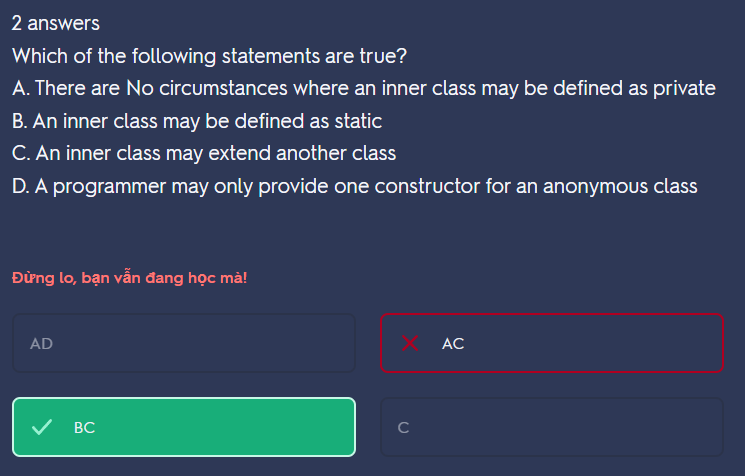 2 answers
Which of the following statements are true?
A. There are No circumstances where an inner class may be defined as private
B. An inner class may be defined as static
C. An inner class may extend another class
D. A programmer may only provide one constructor for an anonymous class
Đừng lo, bạn vẫn đang học mà!
AD
AC
BC
C